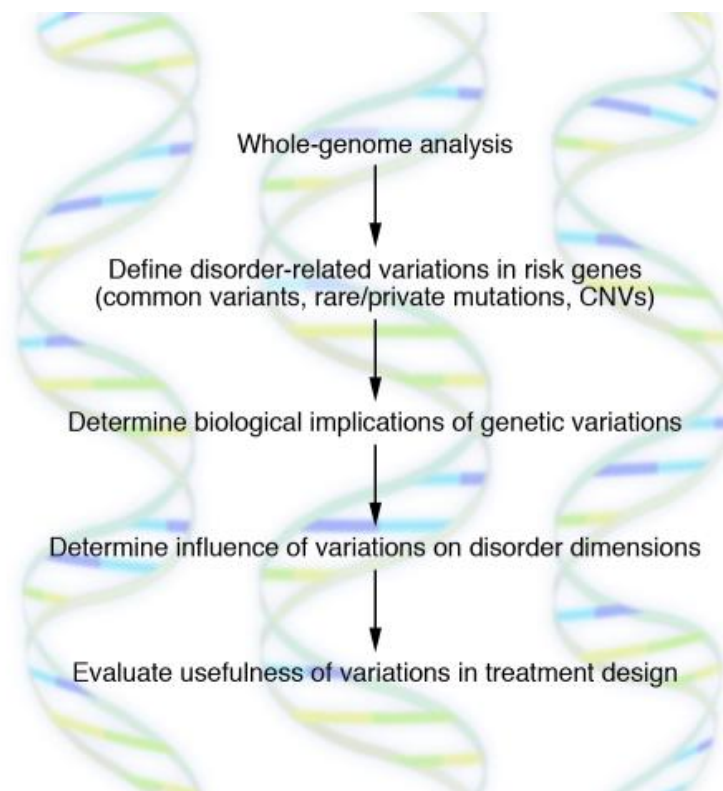 Whole-genome analysis
Define disorder-related variations in risk genes
(common variants, rare/private mutations, CNVs)
Determine biological implications of genetic variations
Determine influence of variations on disorder dimensions
Evaluate usefulness of variations in treatment design